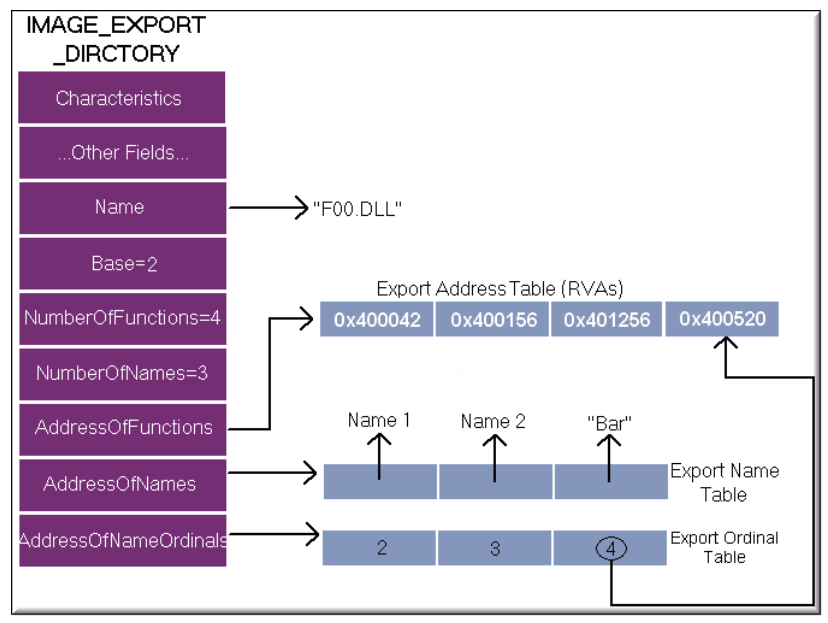 IMAGE_EXPORT
_DIRCTORY
Characteristics
...Other Fields...
Name
"F00.DLL"
Base=2
Export Address Table (RVAs)
NumberOfFunctions=4
0x400042 0x400156 0x401256 0x400520
NumberOfNames=3
AddressOfFunctions
Name 1 Name 2 "Bar"
AddressOfNames
Export Name
Table
AddressOfNameOrdinals
2 3 4
Export Ordinal
Table